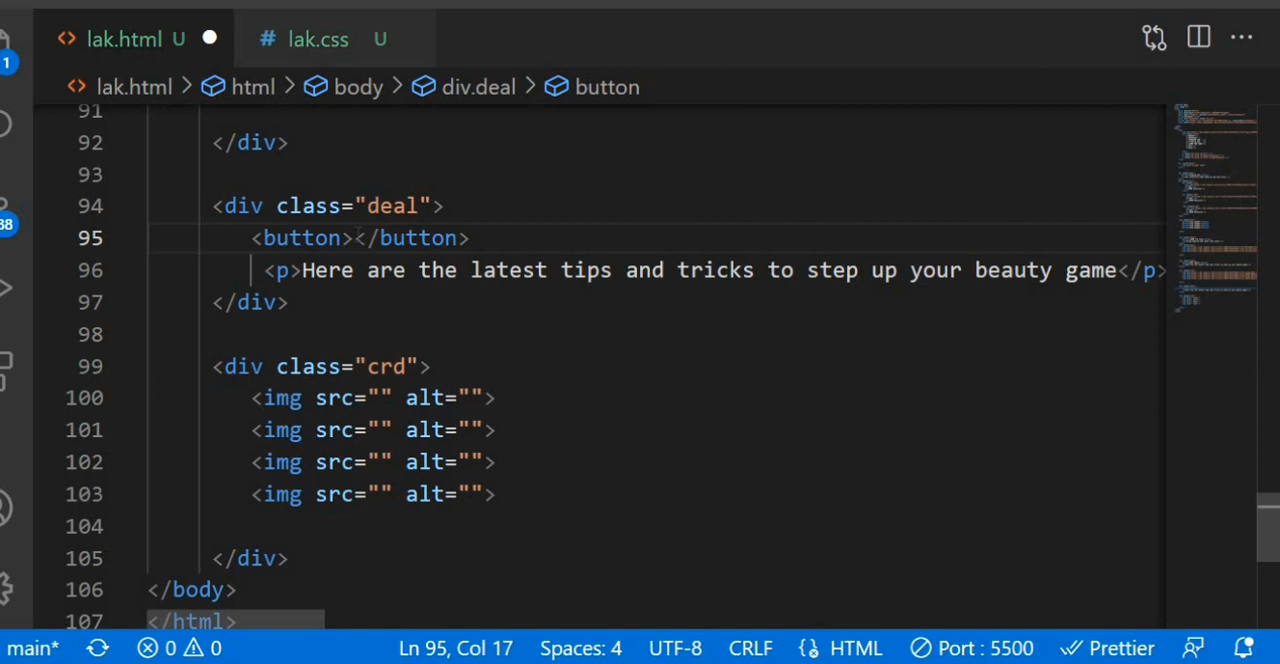 lak.html U # lak.css U
1
lak.html > html > body > div.deal > button
91
92 </div>
93
94 <div class="deal">
95 <button></button>
96 <p>Here are the latest tips and tricks to step up your beauty game</p>
97 </div>
98
99 <div class="crd">
100 <img src="" alt="">
101 <img src="" alt="">
102 <img src="" alt="">
103 <img src="" alt="">
104
105 </div>
106 </body>
107 </html>
38
main* 0 0 Ln 95, Col 17 Spaces: 4 UTF-8 CRLF HTML Port : 5500 Prettier